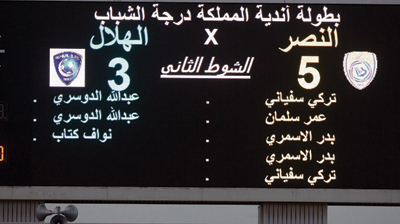 بطولة أندية المملكة درجة الشباب
النصر X الهلال
5 الشوط الثاني 3
تركي سفياني . عبدالله الدوسري .
عمر سلمان . عبدالله الدوسري .
بدر الاسمري . نواف كتاب .
بدر الاسمري .
تركي سفياني .